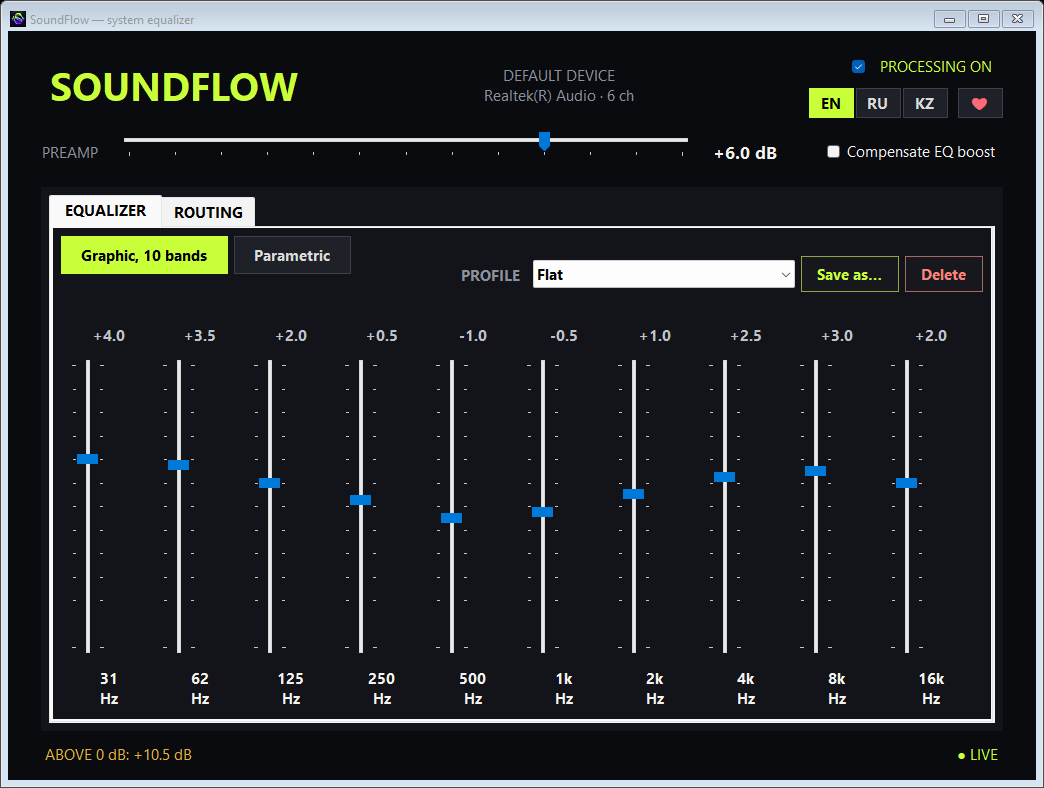 SoundFlow — system equalizer
SOUNDFLOW
DEFAULT DEVICE
Realtek(R) Audio · 6 ch
PROCESSING ON
EN RU KZ
PREAMP
+6.0 dB
Compensate EQ boost
EQUALIZER ROUTING
Graphic, 10 bands Parametric
PROFILE Flat Save as... Delete
+4.0 +3.5 +2.0 +0.5 -1.0 -0.5 +1.0 +2.5 +3.0 +2.0
31 62 125 250 500 1k 2k 4k 8k 16k
Hz Hz Hz Hz Hz Hz Hz Hz Hz Hz
ABOVE 0 dB: +10.5 dB
● LIVE